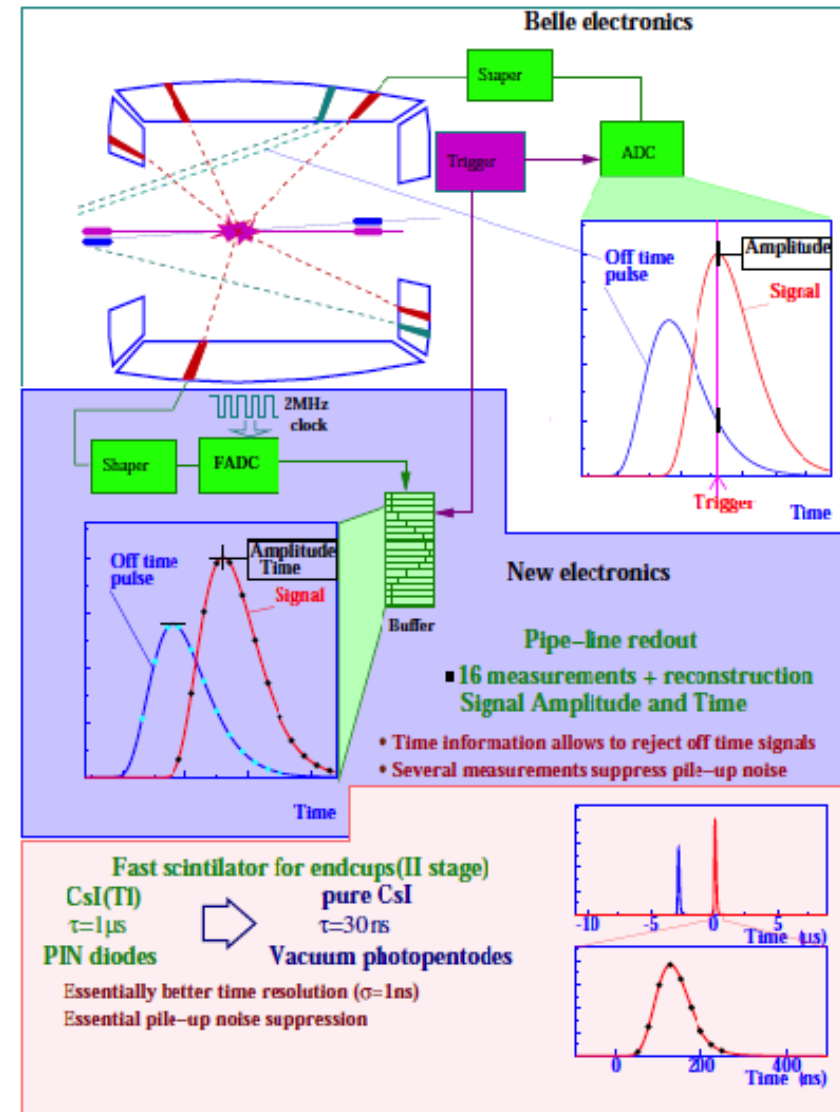 Belle electronics
Shaper
Trigger
ADC
Off time
pulse
Amplitude
Signal
Trigger
Time
2MHz
clock
Shaper
FADC
Off time
pulse
Amplitude
Time
Signal
Buffer
Time
New electronics
Pipe–line redout
16 measurements + reconstruction
Signal Amplitude and Time
• Time information allows to reject off time signals
• Several measurements suppress pile–up noise
Fast scintilator for endcups(II stage)
CsI(Tl)
pure CsI
τ=1μs
τ=30ns
PIN diodes
Vacuum photopentodes
Essentially better time resolution (σ=1ns)
Essential pile–up noise suppression
-10 -5 0 5
Time (μs)
0 200 400
Time (ns)